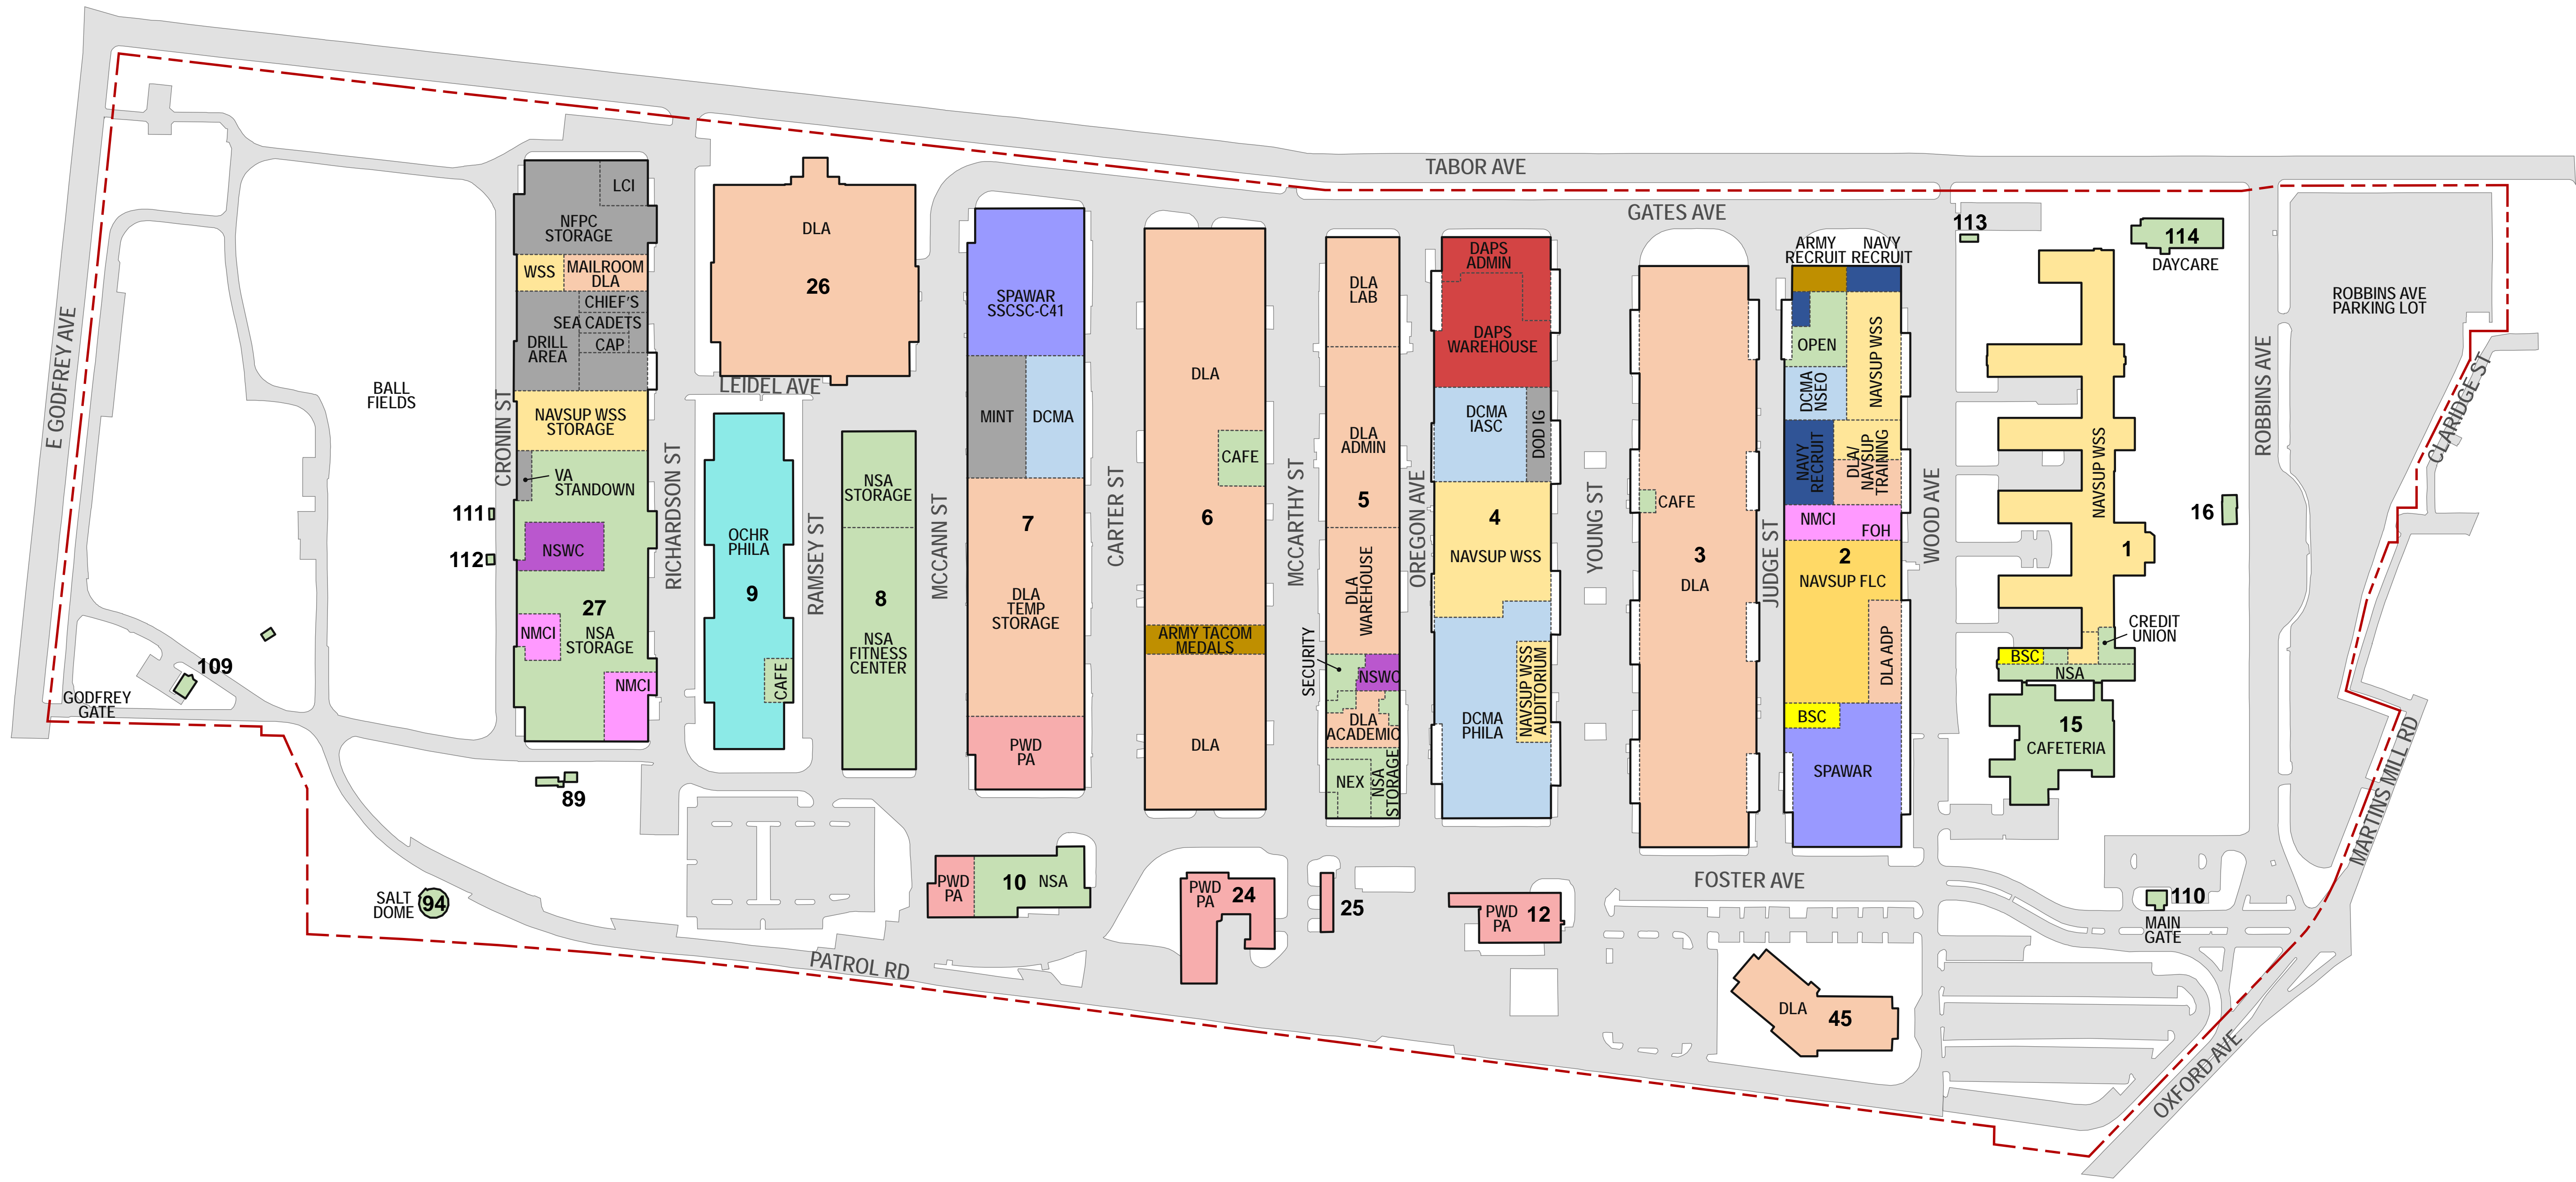 TABOR AVE
GATES AVE
E GODFREY AVE
BALL
FIELDS
GODFREY
GATE
109
SALT
DOME
94
CRONIN ST
111
112
LCI
NFPC
STORAGE
WSS
MAILROOM
DLA
CHIEF'S
SEA CADETS
CAP
DRILL
AREA
NAVSUP WSS
STORAGE
VA
STANDOWN
NSWC
27
NMCI
NSA
STORAGE
NMCI
89
RICHARDSON ST
DLA
26
LEIDEL AVE
OCHR
PHILA
9
CAFE
RAMSEY ST
NSA
STORAGE
8
NSA
FITNESS
CENTER
MCCANN ST
SPAWAR
SSCSC-C41
MINT
DCMA
7
DLA
TEMP
STORAGE
PWD
PA
CARTER ST
DLA
CAFE
6
ARMY TACOM
MEDALS
DLA
MCCARTHY ST
DLA
LAB
DLA
ADMIN
5
DLA
WAREHOUSE
SECURITY
NSWC
DLA
ACADEMIC
NEX
NSA
STORAGE
OREGON AVE
DAPS
ADMIN
DAPS
WAREHOUSE
DCMA
IASC
DOD IG
4
NAVSUP WSS
DCMA
PHILA
NAVSUP WSS
AUDITORIUM
YOUNG ST
CAFE
3
DLA
JUDGE ST
ARMY
RECRUIT
NAVY
RECRUIT
OPEN
NAVSUP WSS
DCMA
NSEO
NAVY
RECRUIT
DLA/
NAVSUP
TRAINING
NMCI
FOH
2
NAVSUP FLC
DLA ADP
BSC
SPAWAR
WOOD AVE
113
114
DAYCARE
NAVSUP WSS
1
16
CREDIT
UNION
BSC
NSA
15
CAFETERIA
ROBBINS AVE
ROBBINS AVE
PARKING LOT
CLARIDGE ST
MARTINS MILL RD
PWD
PA
10
NSA
PWD
PA
24
25
PWD
PA
12
FOSTER AVE
110
MAIN
GATE
PATROL RD
DLA
45
OXFORD AVE